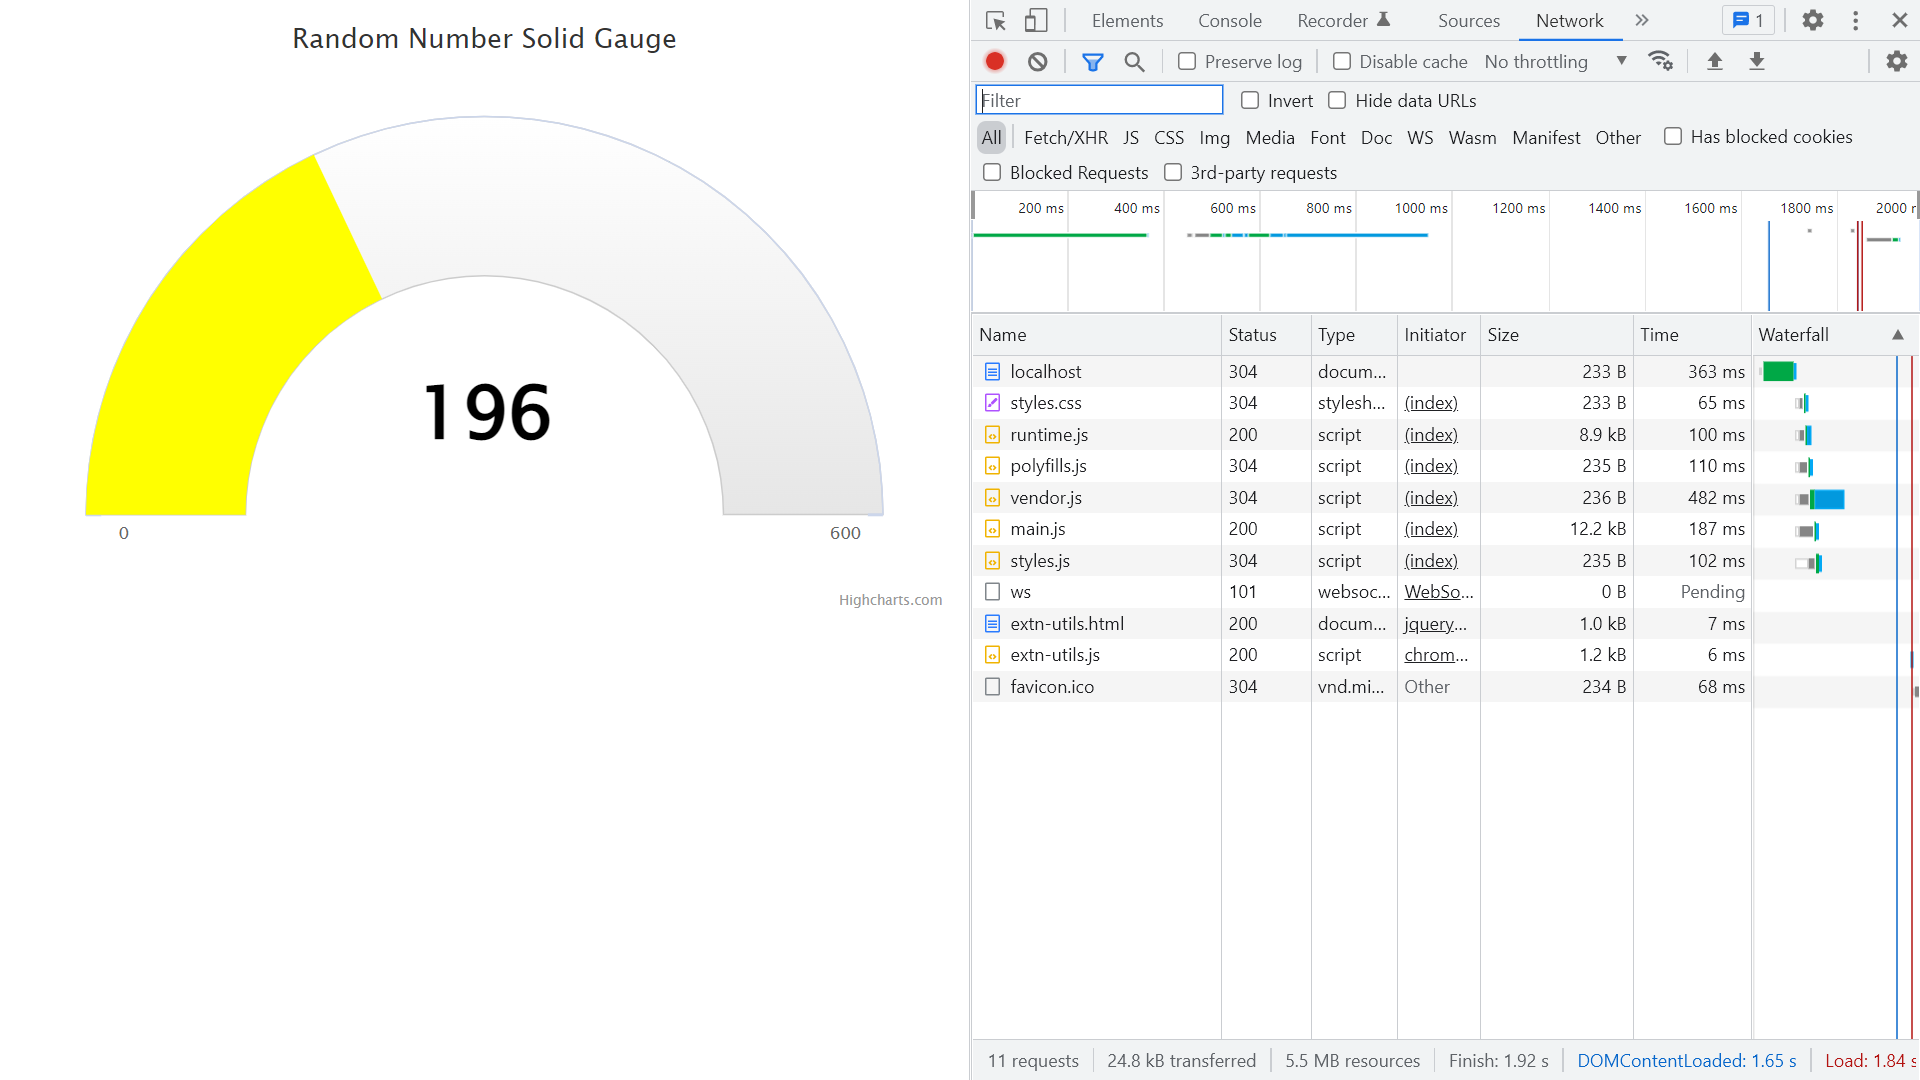 Random Number Solid Gauge
196
0
600
Highcharts.com
Elements Console Recorder Sources Network 1
Preserve log Disable cache No throttling
Filter Invert Hide data URLs
All Fetch/XHR JS CSS Img Media Font Doc WS Wasm Manifest Other Has blocked cookies
Blocked Requests 3rd-party requests
200 ms 400 ms 600 ms 800 ms 1000 ms 1200 ms 1400 ms 1600 ms 1800 ms 2000
Name Status Type Initiator Size Time Waterfall
localhost 304 docum... 233 B 363 ms
styles.css 304 stylesh... (index) 233 B 65 ms
runtime.js 200 script (index) 8.9 kB 100 ms
polyfills.js 304 script (index) 235 B 110 ms
vendor.js 304 script (index) 236 B 482 ms
main.js 200 script (index) 12.2 kB 187 ms
styles.js 304 script (index) 235 B 102 ms
ws 101 websoc... WebSo... 0 B Pending
extn-utils.html 200 docum... jquery... 1.0 kB 7 ms
extn-utils.js 200 script chrom... 1.2 kB 6 ms
favicon.ico 304 vnd.mi... Other 234 B 68 ms
11 requests 24.8 kB transferred 5.5 MB resources Finish: 1.92 s DOMContentLoaded: 1.65 s Load: 1.84 s